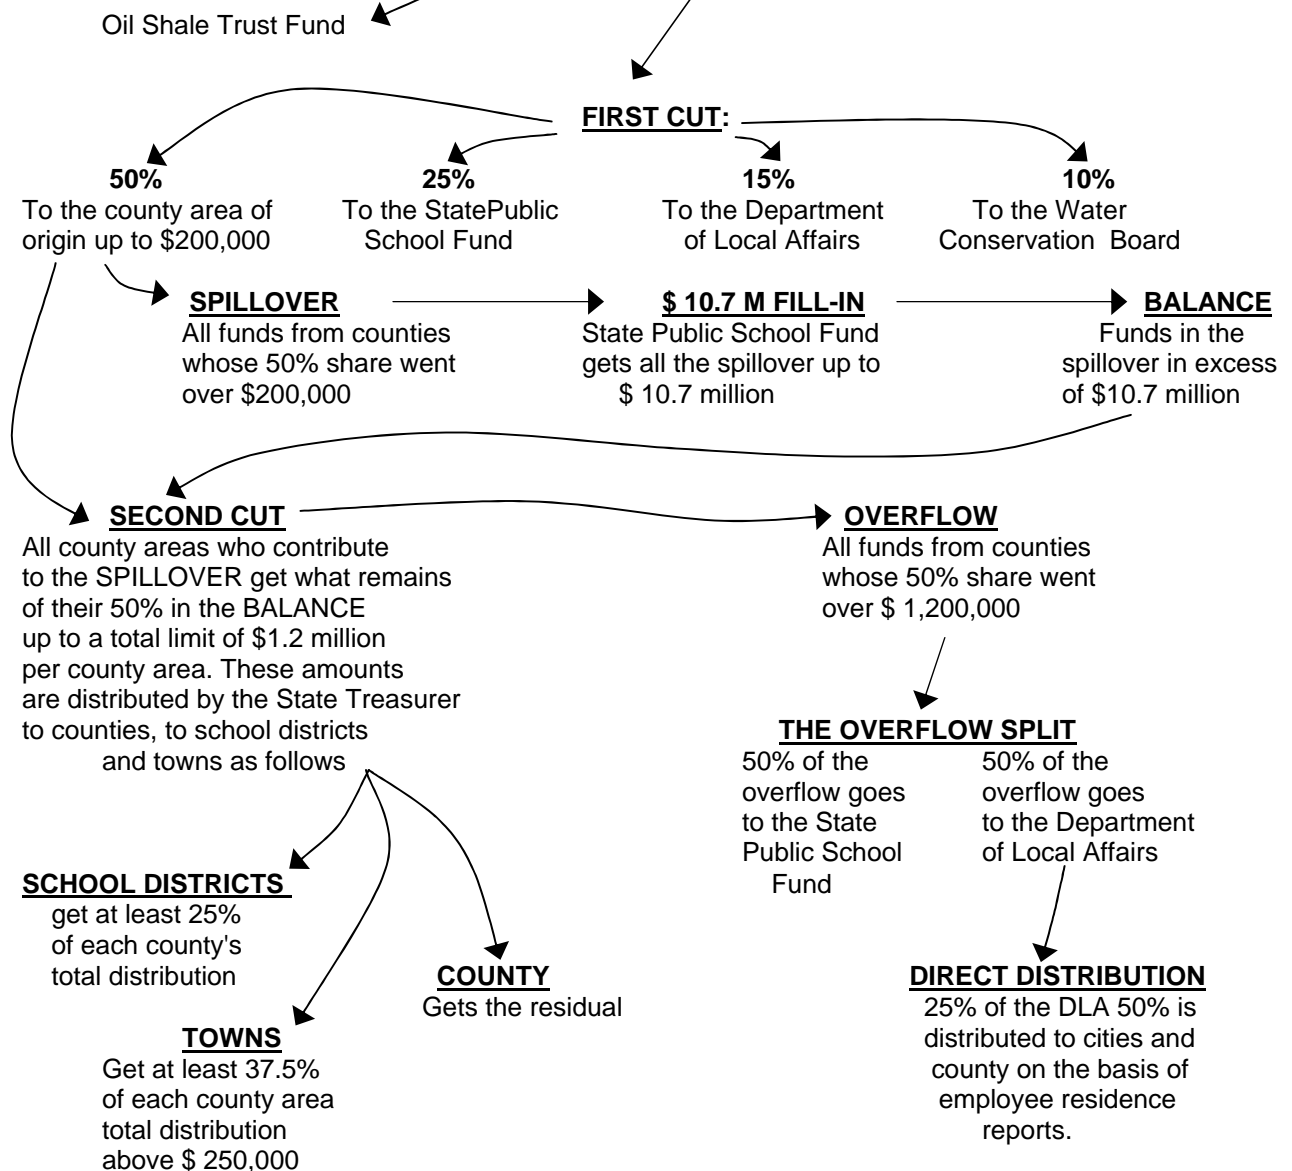 Oil Shale Trust Fund
FIRST CUT:
50%
To the county area of
origin up to $200,000
25%
To the StatePublic
School Fund
15%
To the Department
of Local Affairs
10%
To the Water
Conservation Board
SPILLOVER
All funds from counties
whose 50% share went
over $200,000
$ 10.7 M FILL-IN
State Public School Fund
gets all the spillover up to
$ 10.7 million
BALANCE
Funds in the
spillover in excess
of $10.7 million
SECOND CUT
All county areas who contribute
to the SPILLOVER get what remains
of their 50% in the BALANCE
up to a total limit of $1.2 million
per county area. These amounts
are distributed by the State Treasurer
to counties, to school districts
and towns as follows
OVERFLOW
All funds from counties
whose 50% share went
over $ 1,200,000
THE OVERFLOW SPLIT
50% of the
overflow goes
to the State
Public School
Fund
50% of the
overflow goes
to the Department
of Local Affairs
SCHOOL DISTRICTS
get at least 25%
of each county's
total distribution
TOWNS
Get at least 37.5%
of each county area
total distribution
above $ 250,000
COUNTY
Gets the residual
DIRECT DISTRIBUTION
25% of the DLA 50% is
distributed to cities and
county on the basis of
employee residence
reports.